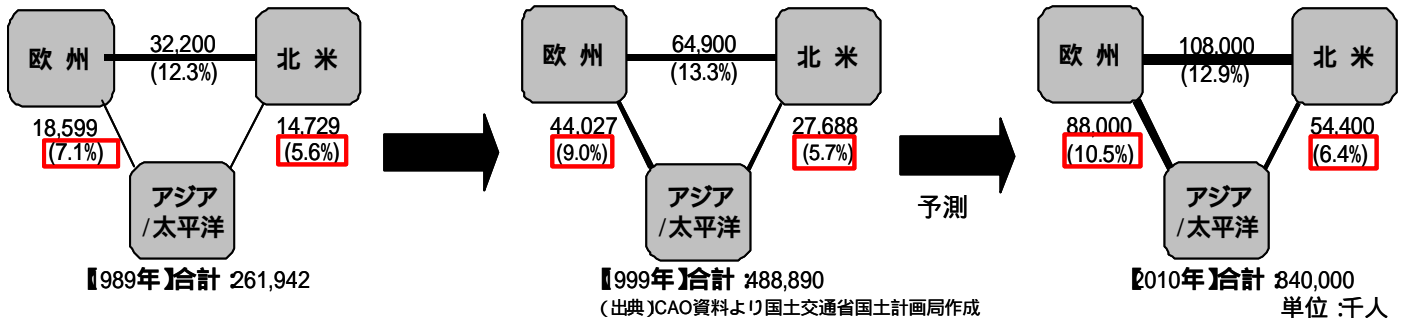 欧 州
32,200
(12.3%)
北 米
18,599
(7.1%)
14,729
(5.6%)
アジア
/太平洋
【1989年】合計:261,942
欧 州
64,900
(13.3%)
北 米
44,027
(9.0%)
27,688
(5.7%)
アジア
/太平洋
【1999年】合計:488,890
(出典)ICAO資料より国土交通省国土計画局作成
予測
欧 州
108,000
(12.9%)
北 米
88,000
(10.5%)
54,400
(6.4%)
アジア
/太平洋
【2010年】合計:840,000
単位:千人